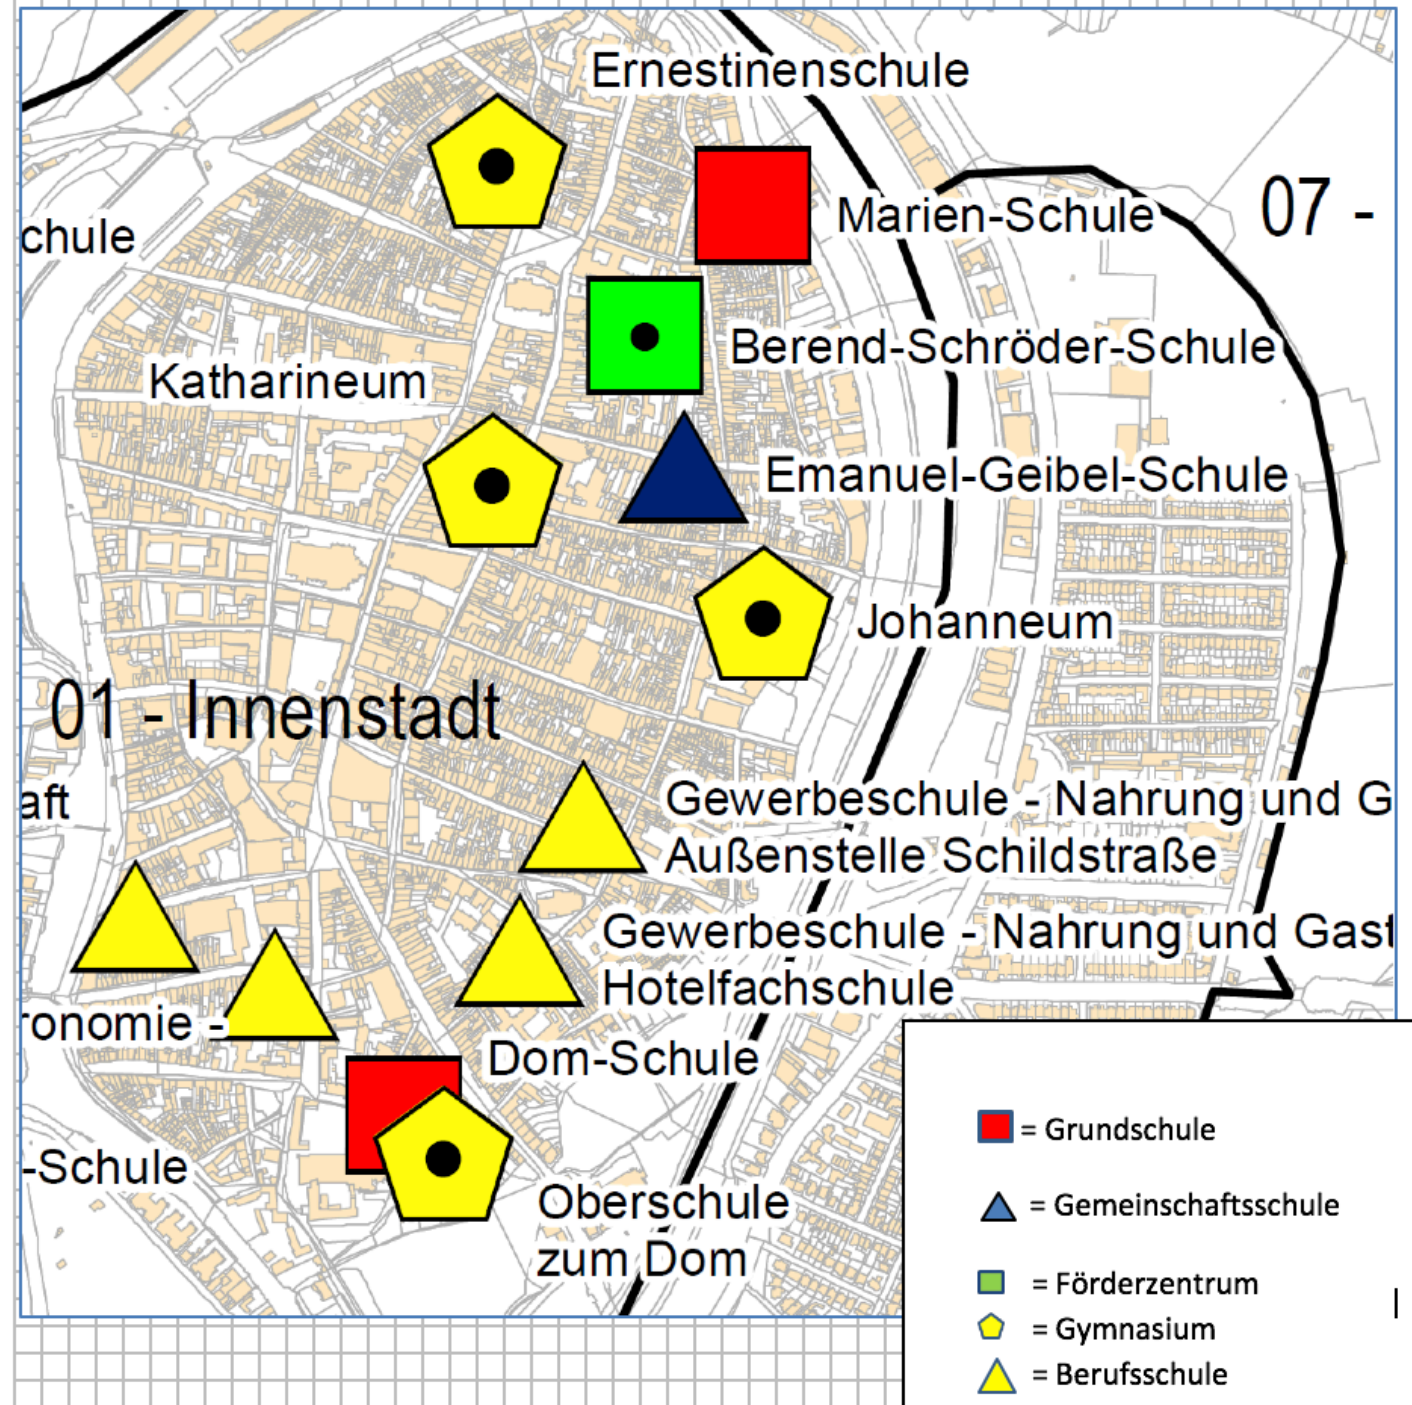 Ernestinenschule
Marien-Schule
07 -
chule
Berend-Schröder-Schule
Katharineum
Emanuel-Geibel-Schule
Johanneum
01 - Innenstadt
aft
Gewerbeschule - Nahrung und G
Außenstelle Schildstraße
Gewerbeschule - Nahrung und Gast
Hotelfachschule
ronomie -
Dom-Schule
-Schule
Oberschule
zum Dom
= Grundschule
= Gemeinschaftsschule
= Förderzentrum
= Gymnasium
= Berufsschule